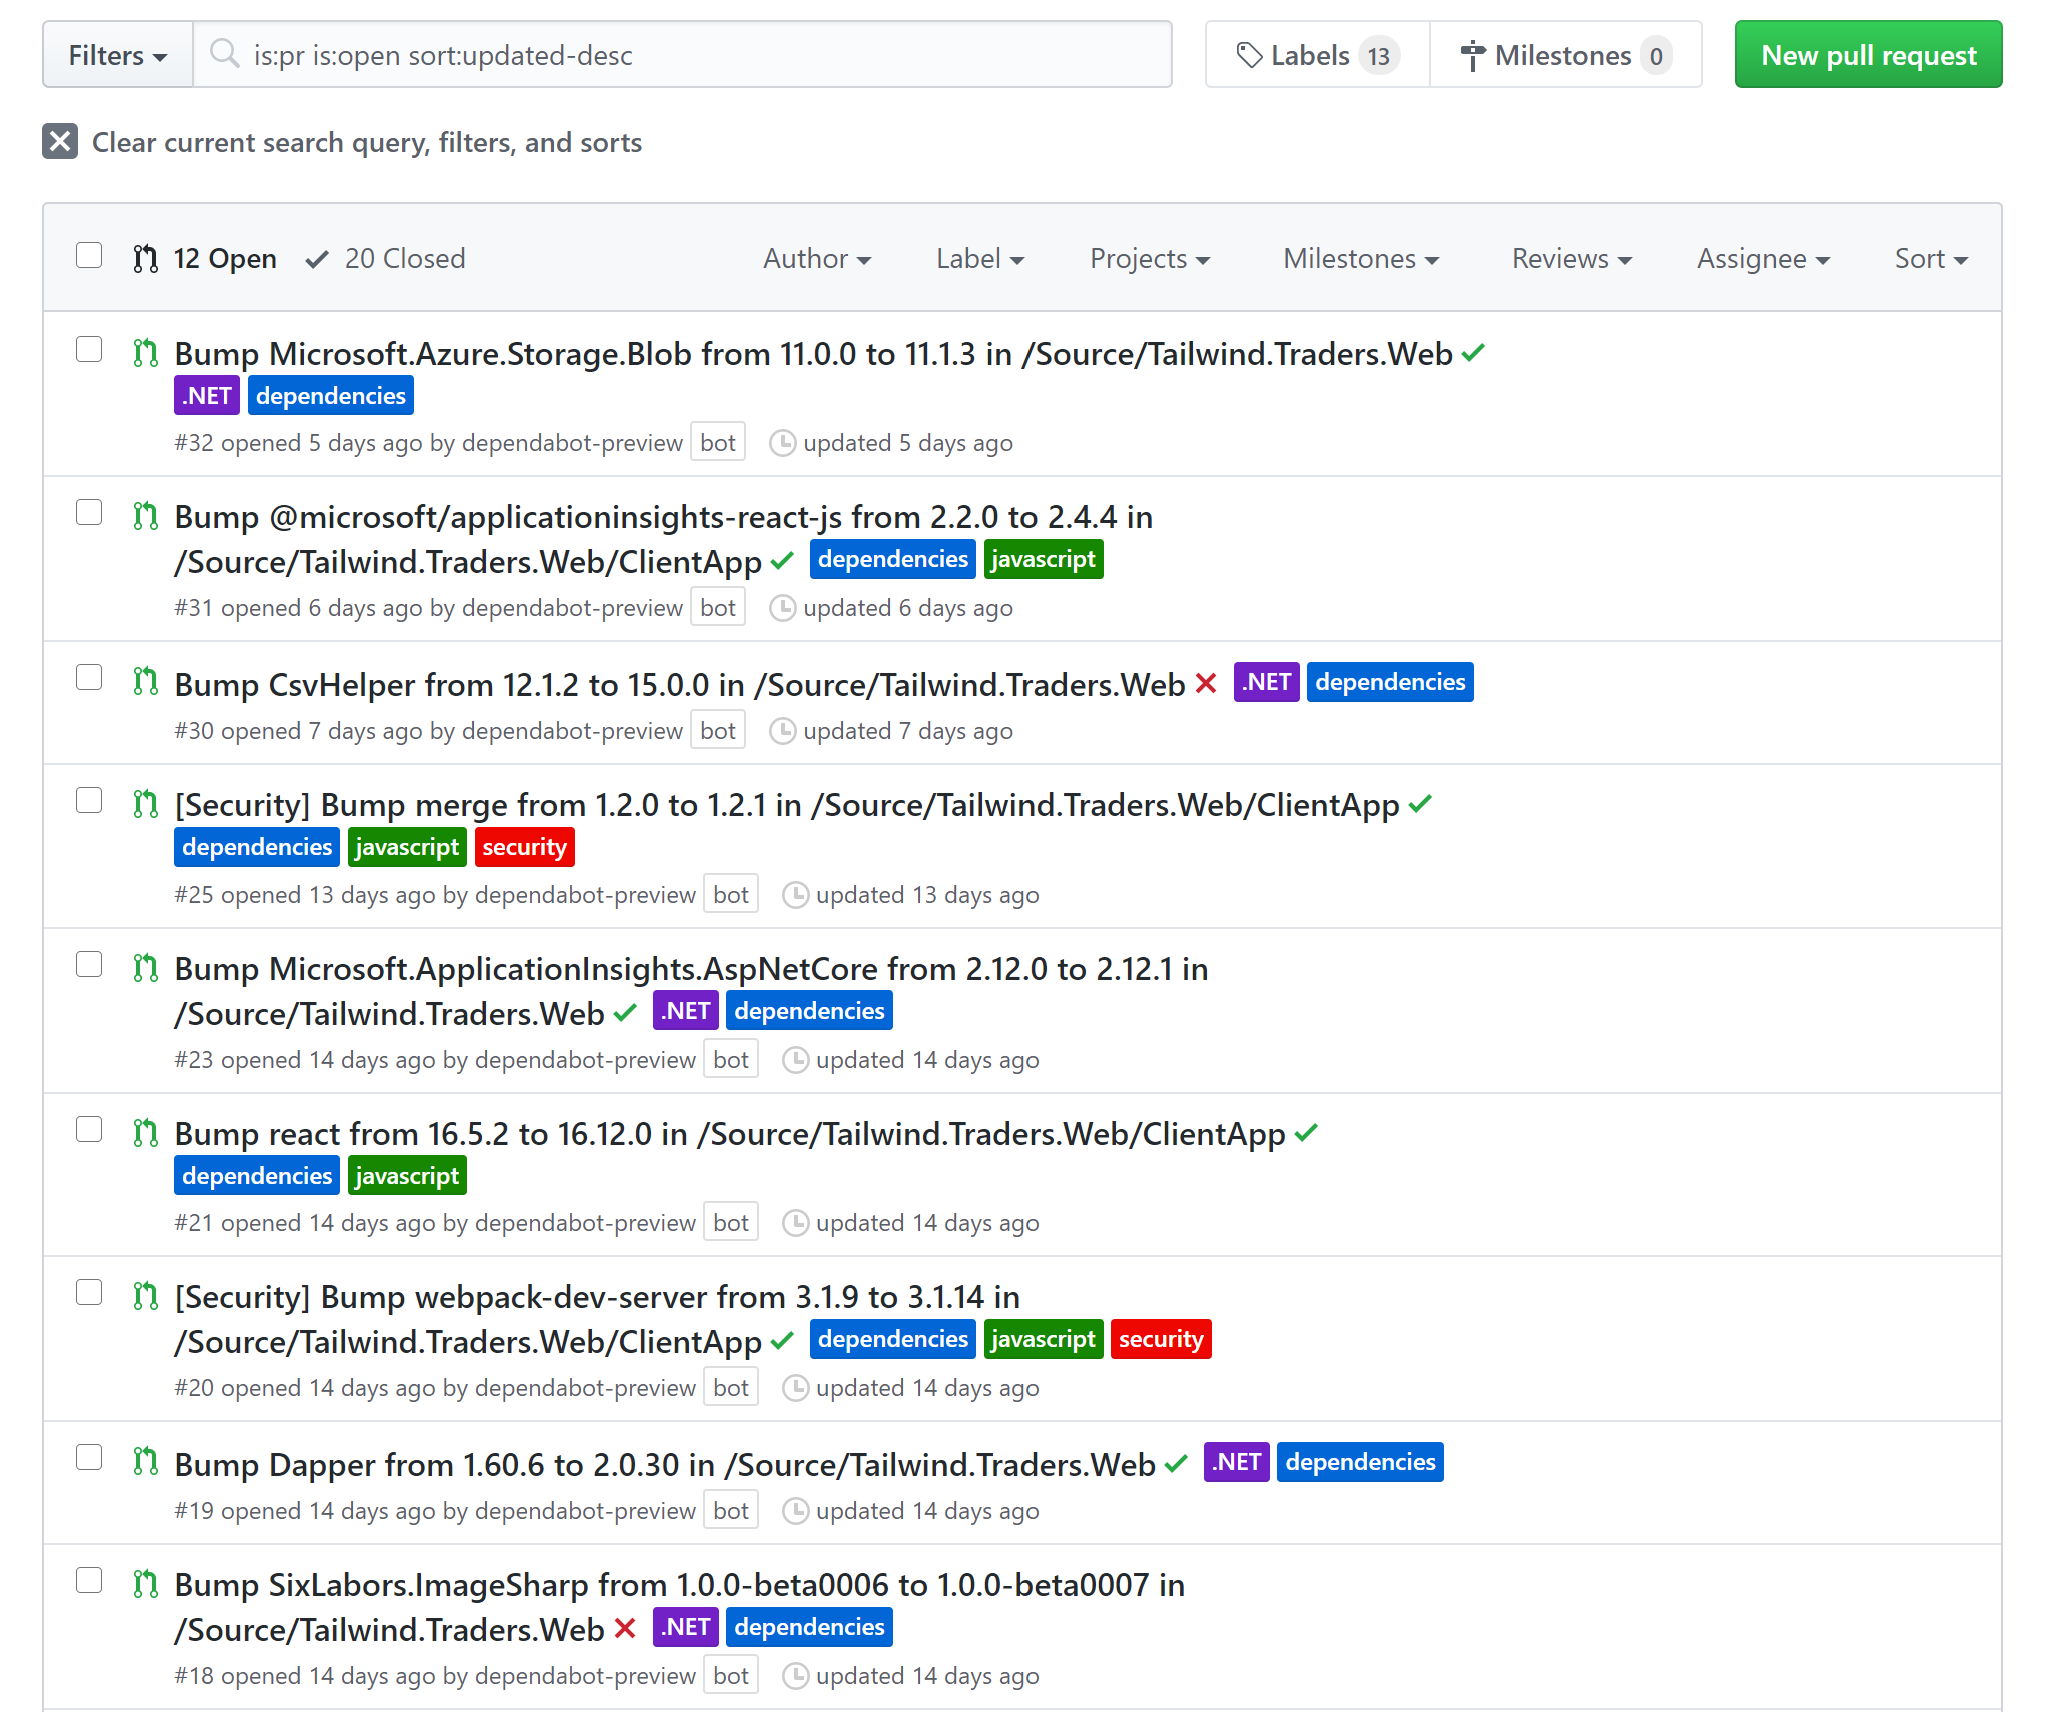 Filters is:pr is:open sort:updated-desc Labels 13 Milestones 0 New pull request
Clear current search query, filters, and sorts
12 Open 20 Closed Author Label Projects Milestones Reviews Assignee Sort
Bump Microsoft.Azure.Storage.Blob from 11.0.0 to 11.1.3 in /Source/Tailwind.Traders.Web
.NET dependencies
#32 opened 5 days ago by dependabot-preview bot updated 5 days ago
Bump @microsoft/applicationinsights-react-js from 2.2.0 to 2.4.4 in
/Source/Tailwind.Traders.Web/ClientApp dependencies javascript
#31 opened 6 days ago by dependabot-preview bot updated 6 days ago
Bump CsvHelper from 12.1.2 to 15.0.0 in /Source/Tailwind.Traders.Web .NET dependencies
#30 opened 7 days ago by dependabot-preview bot updated 7 days ago
[Security] Bump merge from 1.2.0 to 1.2.1 in /Source/Tailwind.Traders.Web/ClientApp
dependencies javascript security
#25 opened 13 days ago by dependabot-preview bot updated 13 days ago
Bump Microsoft.ApplicationInsights.AspNetCore from 2.12.0 to 2.12.1 in
/Source/Tailwind.Traders.Web .NET dependencies
#23 opened 14 days ago by dependabot-preview bot updated 14 days ago
Bump react from 16.5.2 to 16.12.0 in /Source/Tailwind.Traders.Web/ClientApp
dependencies javascript
#21 opened 14 days ago by dependabot-preview bot updated 14 days ago
[Security] Bump webpack-dev-server from 3.1.9 to 3.1.14 in
/Source/Tailwind.Traders.Web/ClientApp dependencies javascript security
#20 opened 14 days ago by dependabot-preview bot updated 14 days ago
Bump Dapper from 1.60.6 to 2.0.30 in /Source/Tailwind.Traders.Web .NET dependencies
#19 opened 14 days ago by dependabot-preview bot updated 14 days ago
Bump SixLabors.ImageSharp from 1.0.0-beta0006 to 1.0.0-beta0007 in
/Source/Tailwind.Traders.Web .NET dependencies
#18 opened 14 days ago by dependabot-preview bot updated 14 days ago